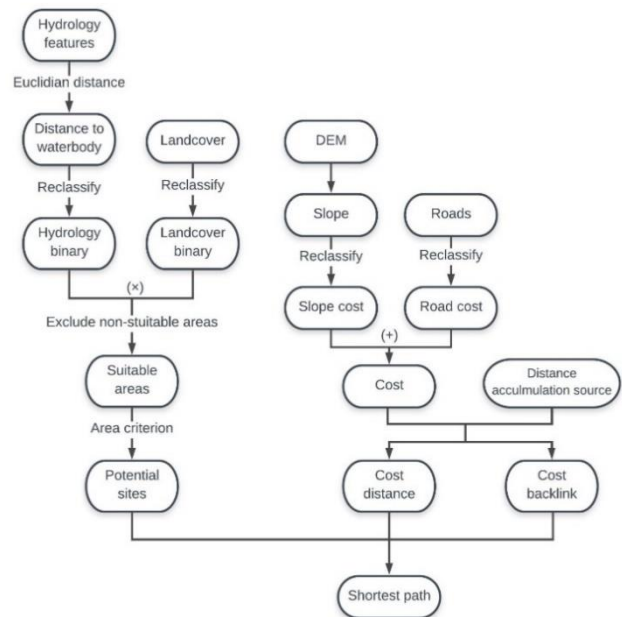 Hydrology
features
Euclidian distance
Distance to
waterbody
Landcover
DEM
Reclassify
Reclassify
Slope
Roads
Hydrology
binary
Landcover
binary
Reclassify
Reclassify
(×)
Slope cost
Road cost
Exclude non-stuitable areas
(+)
Suitable
areas
Cost
Distance
acculmulation source
Area criterion
Potential
sites
Cost
distance
Cost
backlink
Shortest path